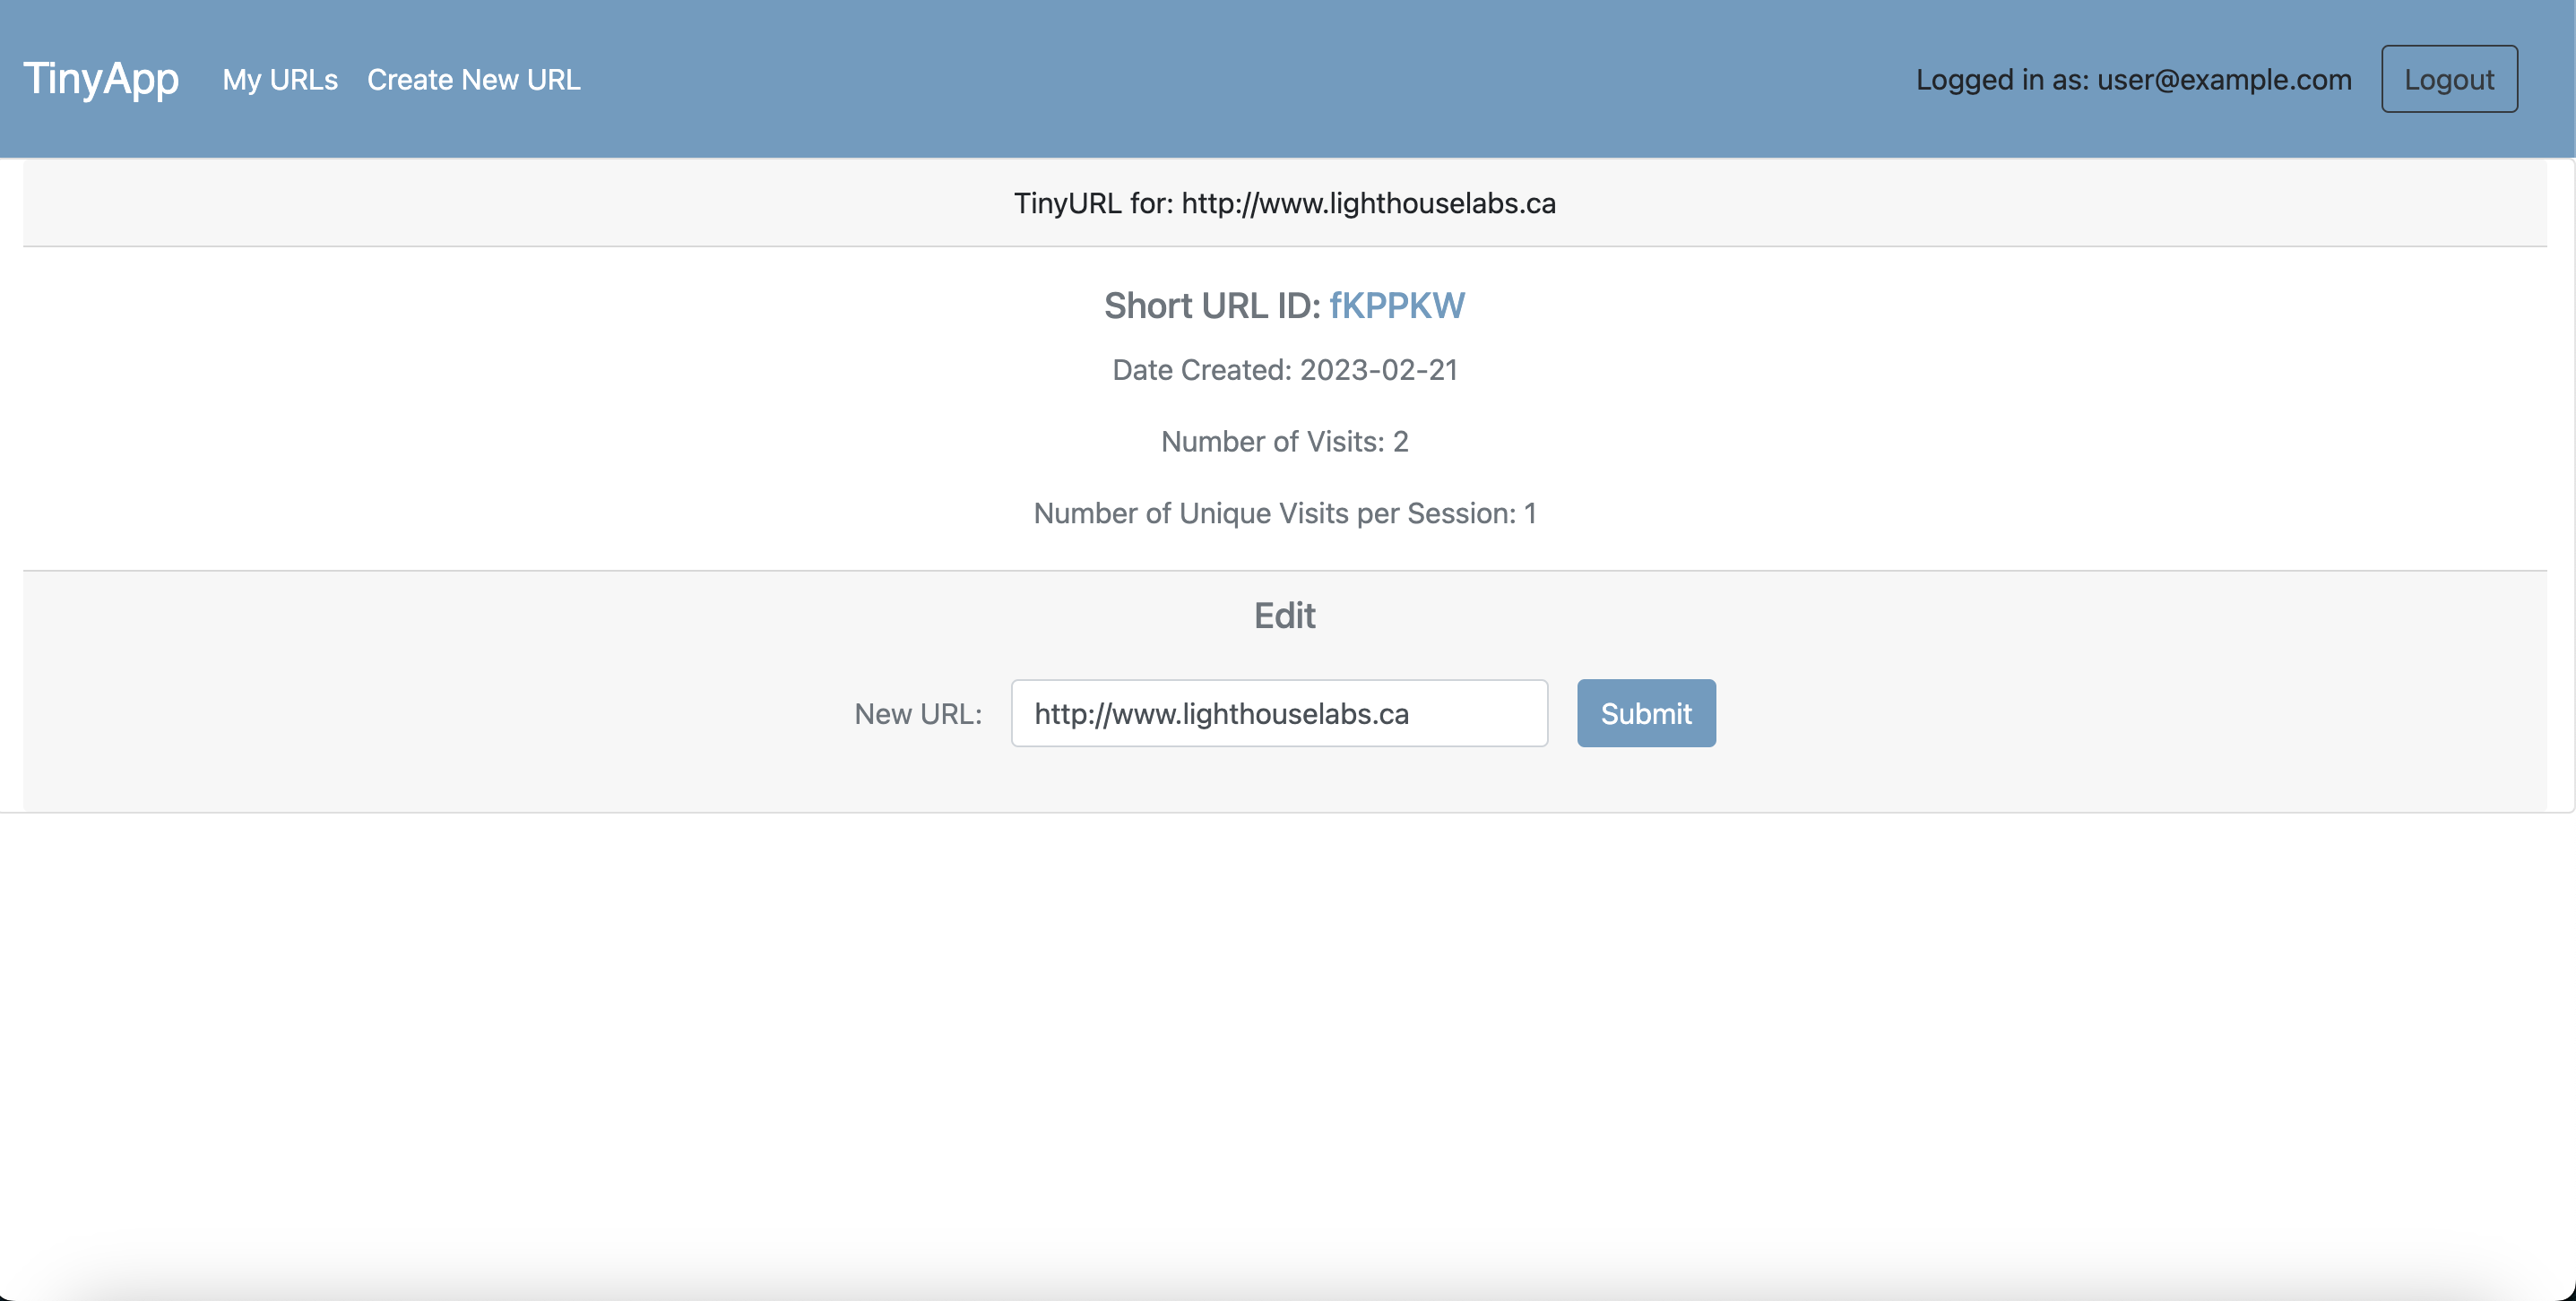 TinyApp My URLs Create New URL Logged in as: user@example.com Logout
TinyURL for: http://www.lighthouselabs.ca
Short URL ID: fKPPKW
Date Created: 2023-02-21
Number of Visits: 2
Number of Unique Visits per Session: 1
Edit
New URL: http://www.lighthouselabs.ca Submit